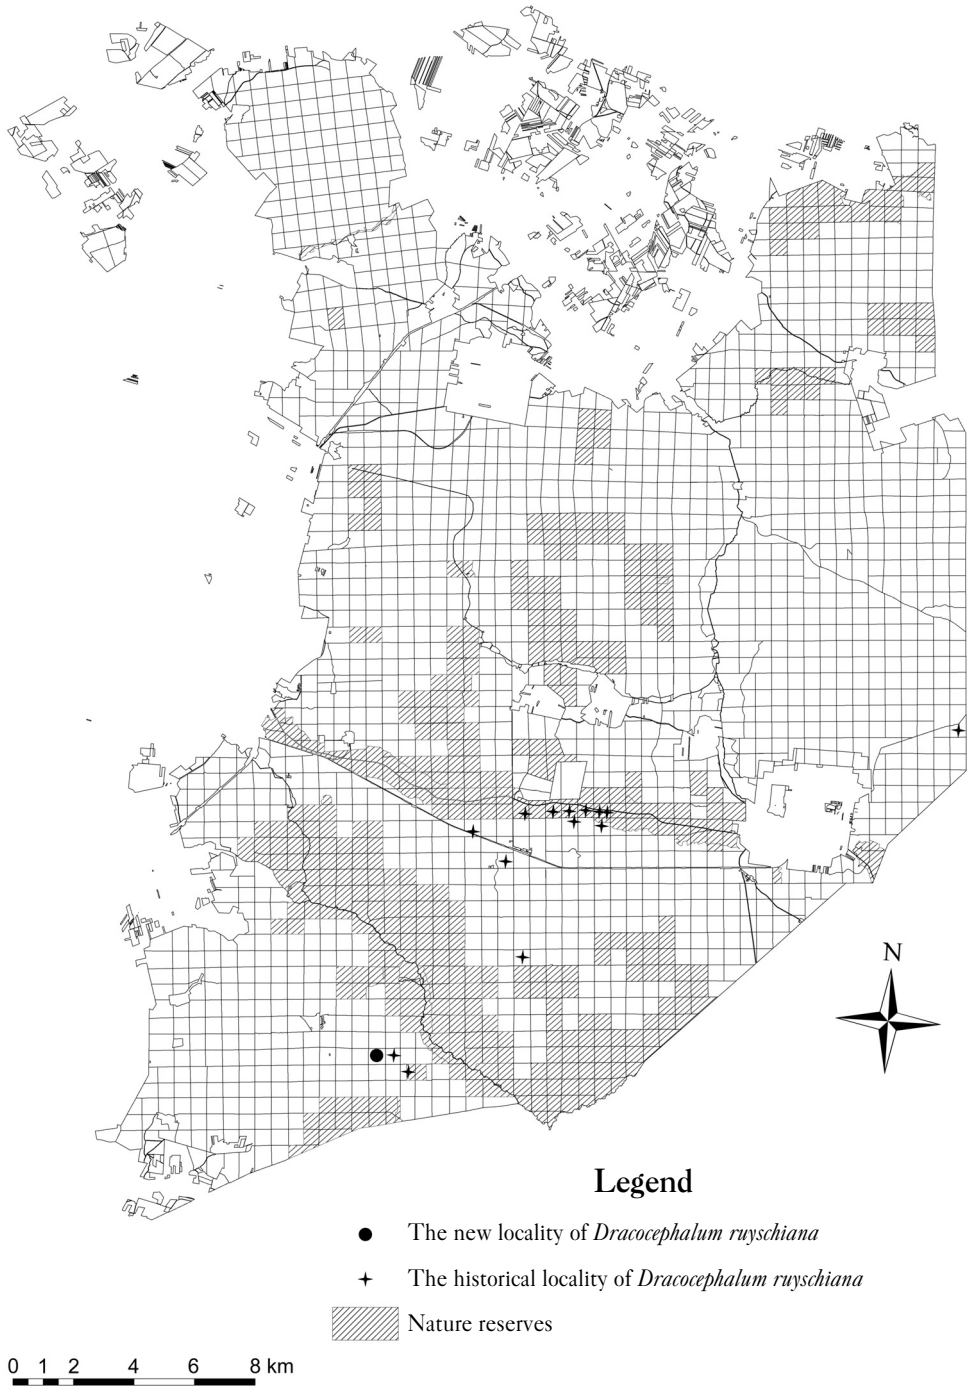 N
Legend
The new locality of Dracocephalum ruyschiana
The historical locality of Dracocephalum ruyschiana
Nature reserves
0 1 2 4 6 8 km